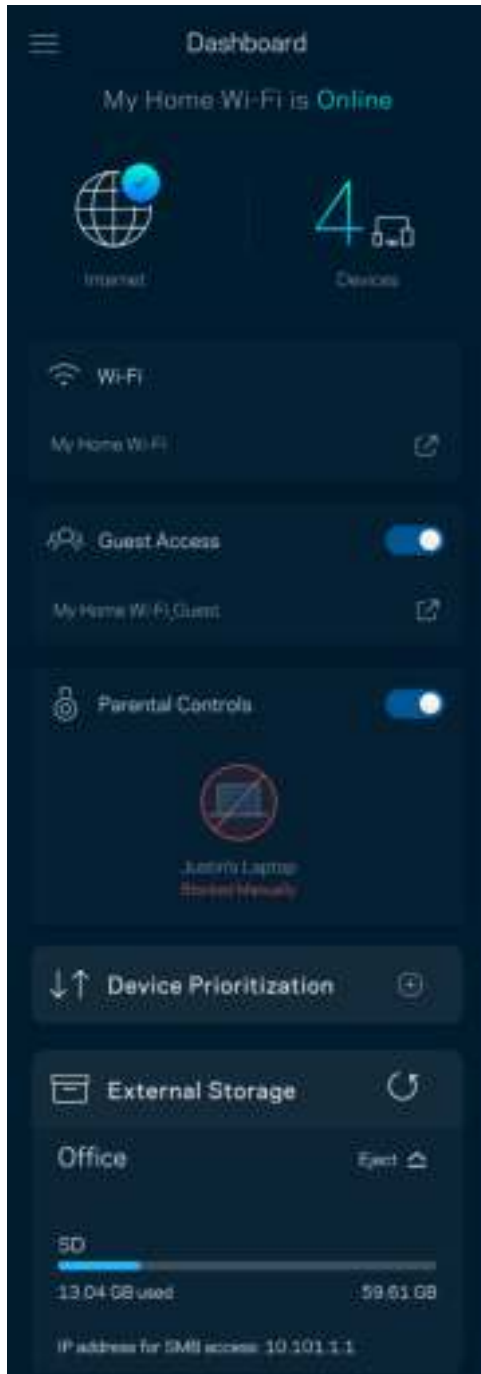 Dashboard
My Home Wi-Fi is Online
4
Internet
Devices
Wi-Fi
My Home Wi-Fi
Guest Access
My Home Wi-Fi_Guest
Parental Controls
Justin's Laptop
Blocked Manually
Device Prioritization
External Storage
Office
Eject
SD
13.04 GB used
59.61 GB
IP address for SMB access: 10.101.1.1